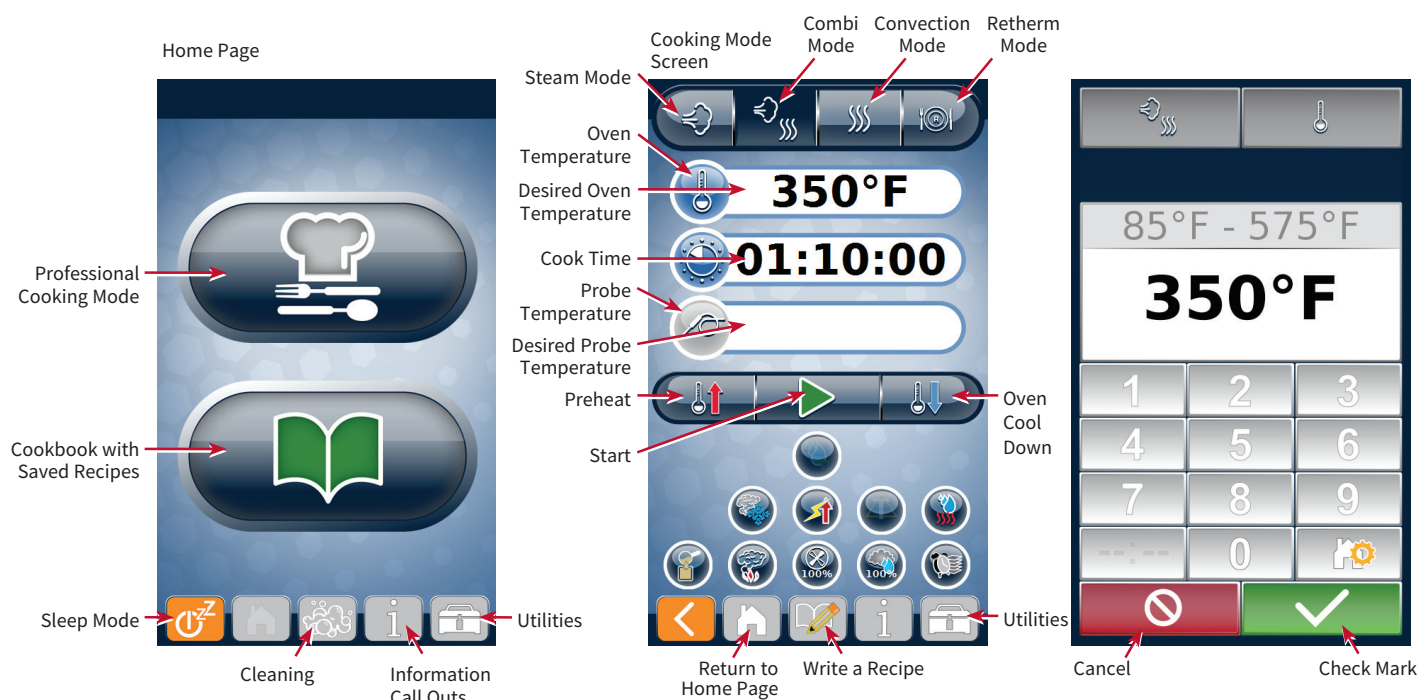 Home Page
Professional
Cooking Mode
Cookbook with
Saved Recipes
Sleep Mode
zzZ
i
Utilities
Cleaning
Information
Call Outs
Cooking Mode
Screen
Combi
Mode
Convection
Mode
Retherm
Mode
Steam Mode
Oven
Temperature
Desired Oven
Temperature
350°F
Cook Time
01:10:00
Probe
Temperature
Desired Probe
Temperature
Preheat
Start
Oven
Cool
Down
100%
100%
i
Utilities
Return to
Home Page
Write a Recipe
85°F - 575°F
350°F
1 2 3
4 5 6
7 8 9
--:-- 0
Cancel
Check Mark